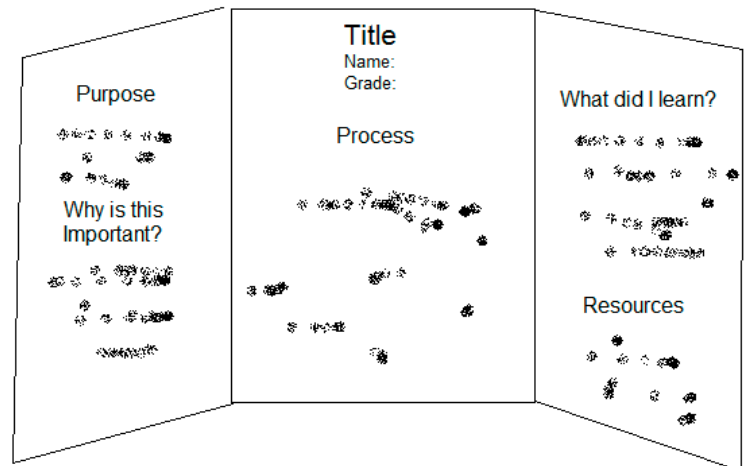 Purpose
Why is this
Important?
Title
Name:
Grade:
Process
What did I learn?
Resources